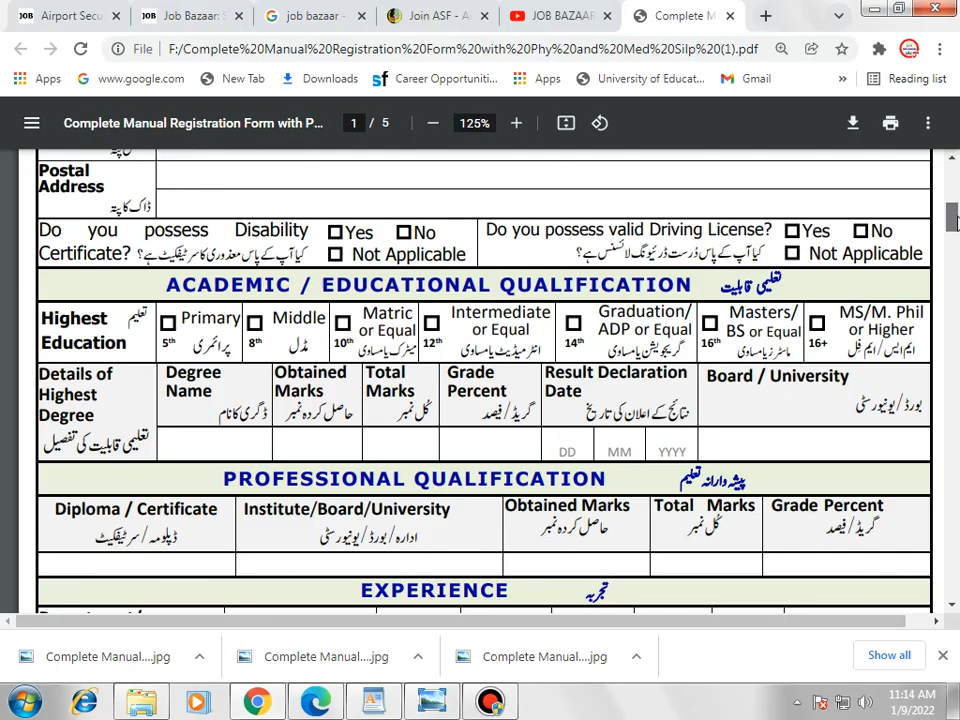 Airport Secu
Job Bazaar: S
job bazaar -
Join ASF - A
JOB BAZAAR
Complete M
File F:/Complete%20Manual%20Registration%20Form%20with%20Phy%20and%20Med%20Silp%20(1).pdf
Apps www.google.com New Tab Downloads Career Opportuniti... Apps University of Educat... Gmail » Reading list
Complete Manual Registration Form with P... 1 / 5 125%
Postal
Address
ڈاک کا پتہ
Do you possess Disability Certificate? کیا آپ کے پاس معذوری کا سرٹیفکیٹ ہے؟
Yes No
Not Applicable
Do you possess valid Driving License?
کیا آپ کے پاس درست ڈرئیونگ لائسنس ہے؟
Yes No
Not Applicable
ACADEMIC / EDUCATIONAL QUALIFICATION تعلیمی قابلیت
Highest تعلیم
Education
Primary
5th پرائمری
Middle
8th مڈل
Matric
or Equal
10th میٹرک یا مساوی
Intermediate
or Equal
12th انٹرمیڈیٹ یا مساوی
Graduation/
ADP or Equal
14th گریجویشن یا مساوی
Masters/
BS or Equal
16th ماسٹرز یا مساوی
MS/M. Phil
or Higher
16+ ایم ایس/ایم فِل
Details of
Highest
Degree
تعلیمی قابلیت کی تفصیل
Degree
Name
ڈگری کا نام
Obtained
Marks
حاصل کردہ نمبر
Total
Marks
کُل نمبر
Grade
Percent
گریڈ/فیصد
Result Declaration
Date
نتائج کے اعلان کی تاریخ
Board / University
بورڈ/یونیورسٹی
DD MM YYYY
PROFESSIONAL QUALIFICATION پیشہ وارانہ تعلیم
Diploma / Certificate
ڈپلومہ/سرٹیفکیٹ
Institute/Board/University
ادارہ/بورڈ/یونیورسٹی
Obtained Marks
حاصل کردہ نمبر
Total Marks
کُل نمبر
Grade Percent
گریڈ/فیصد
EXPERIENCE تجربہ
Complete Manual....jpg
Complete Manual....jpg
Complete Manual....jpg
Show all
11:14 AM
1/9/2022